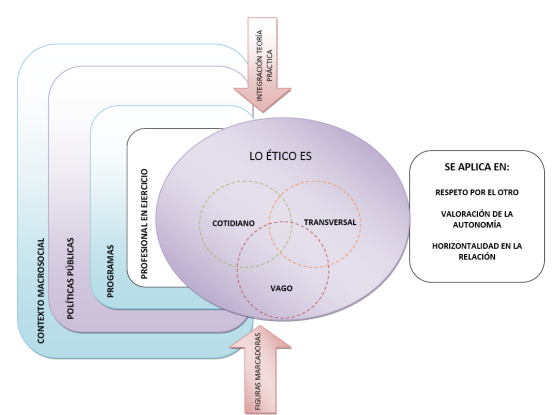 CONTEXTO MACROSOCIAL
POLÍTICAS PÚBLICAS
PROGRAMAS
PROFESIONAL EN EJERCICIO
INTEGRACIÓN TEORÍA
PRÁCTICA
LO ÉTICO ES
COTIDIANO
TRANSVERSAL
VAGO
FIGURAS MARCADORAS
SE APLICA EN:
RESPETO POR EL OTRO
VALORACIÓN DE LA
AUTONOMÍA
HORIZONTALIDAD EN LA
RELACIÓN